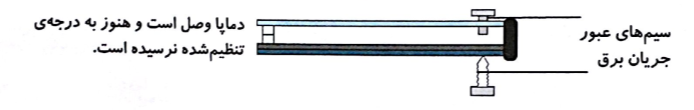 دماپا وصل است و هنوز به درجه‌ی
تنظیم‌شده نرسیده است.
سیم‌های عبور
جریان برق